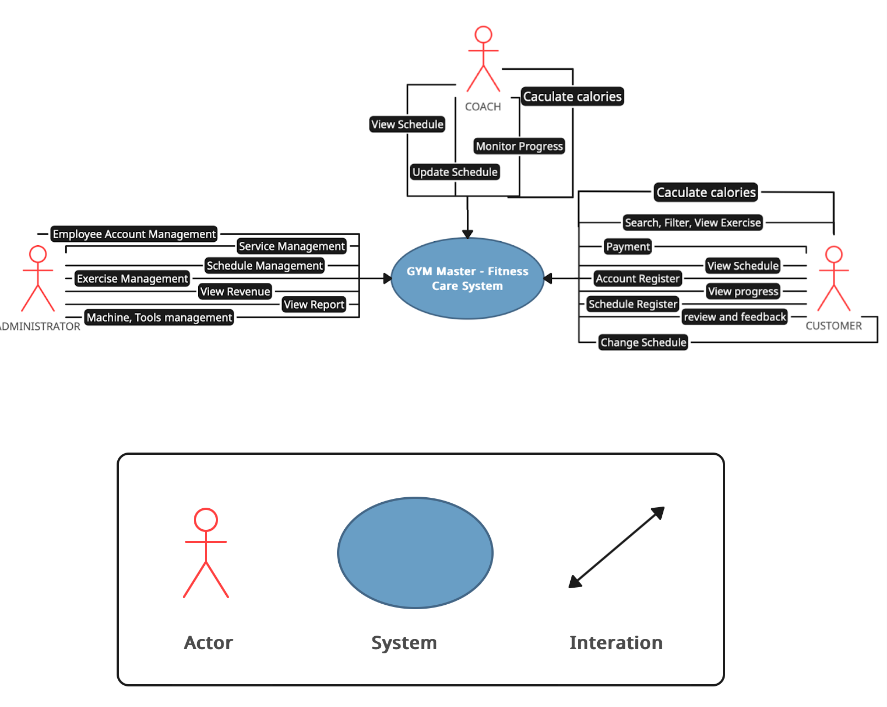 COACH
Caculate calories
View Schedule
Monitor Progress
Update Schedule
Employee Account Management
Service Management
Schedule Management
Exercise Management
View Revenue
View Report
Machine, Tools management
ADMINISTRATOR
GYM Master - Fitness
Care System
Caculate calories
Search, Filter, View Exercise
Payment
View Schedule
Account Register
View progress
Schedule Register
review and feedback
Change Schedule
CUSTOMER
Actor
System
Interation